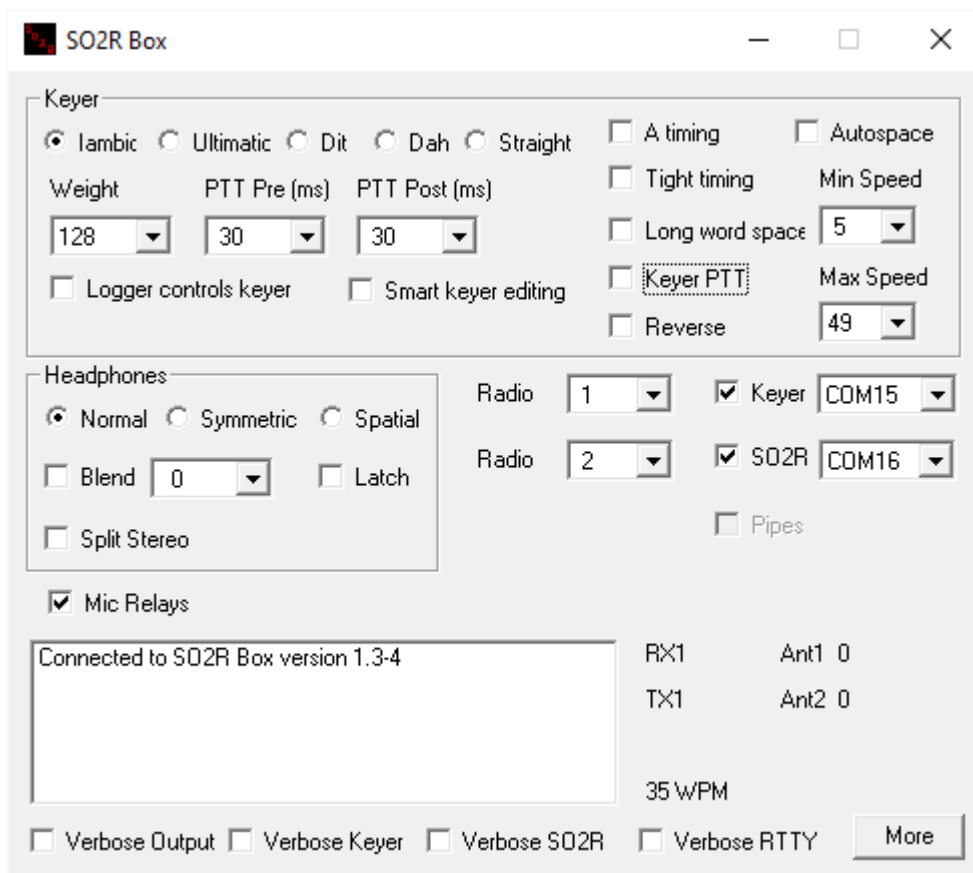 SO2R Box
Keyer
Iambic Ultimatic Dit Dah Straight
A timing Autospace
Weight PTT Pre (ms) PTT Post (ms)
Tight timing Min Speed
128 30 30
Long word space 5
Logger controls keyer Smart keyer editing
Keyer PTT Max Speed
Reverse 49
Headphones
Normal Symmetric Spatial
Blend 0 Latch
Split Stereo
Radio 1 Keyer COM15
Radio 2 SO2R COM16
Pipes
Mic Relays
Connected to SO2R Box version 1.3-4
RX1 Ant1 0
TX1 Ant2 0
35 WPM
Verbose Output Verbose Keyer Verbose SO2R Verbose RTTY More